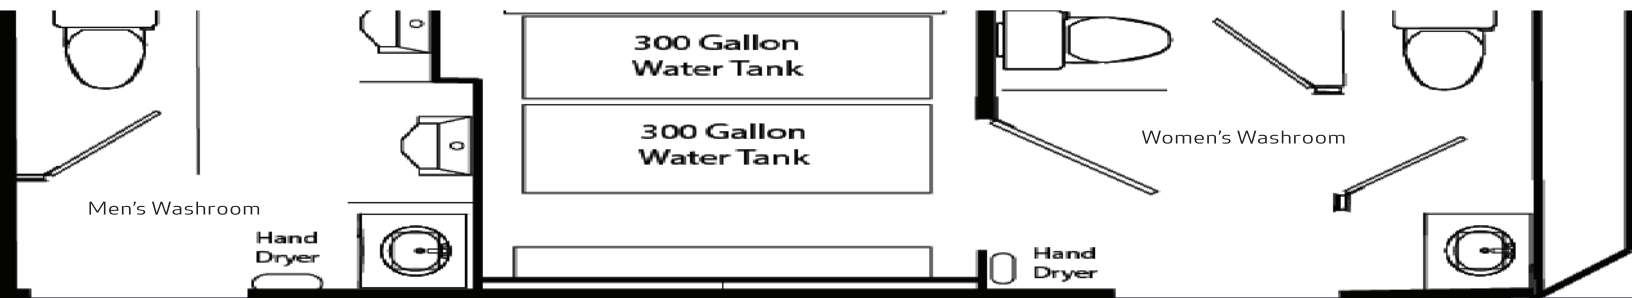 300 Gallon
Water Tank
300 Gallon
Water Tank
Women's Washroom
Men's Washroom
Hand
Dryer
Hand
Dryer